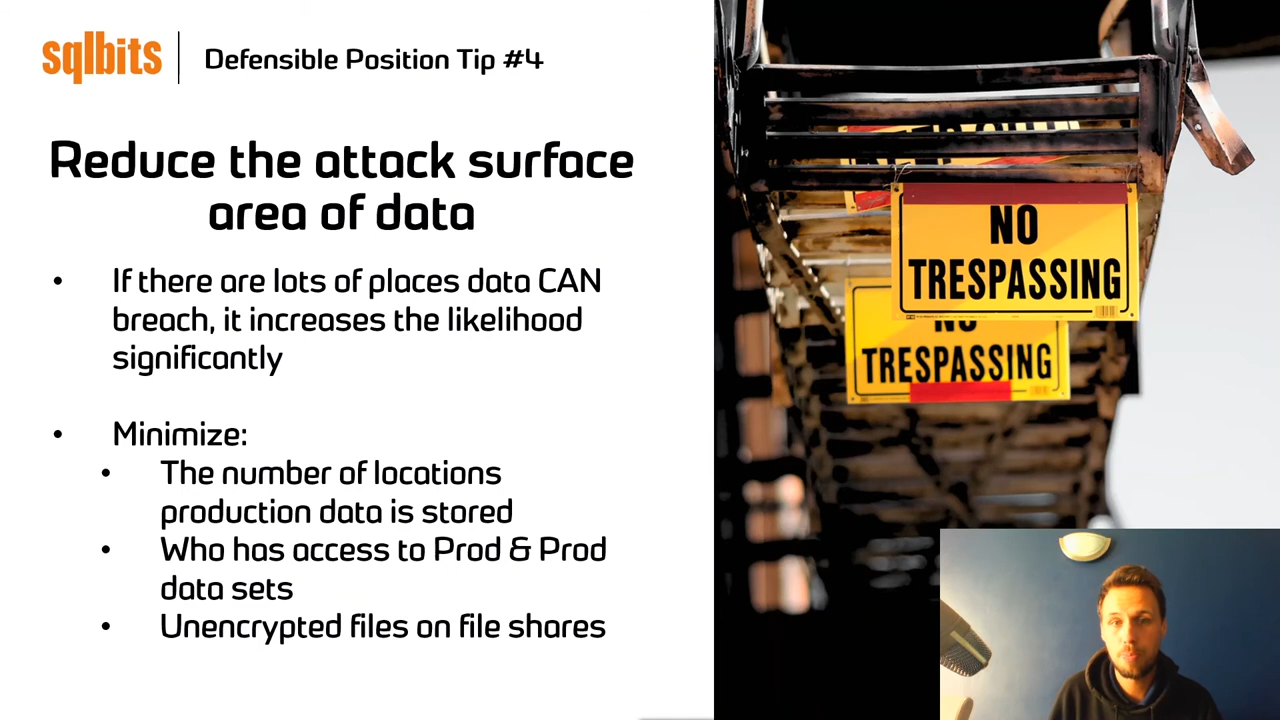 sqlbits
Defensible Position Tip #4
Reduce the attack surface
area of data
• If there are lots of places data CAN
breach, it increases the likelihood
significantly
• Minimize:
• The number of locations
production data is stored
• Who has access to Prod & Prod
data sets
• Unencrypted files on file shares
NO
TRESPASSING
NO
TRESPASSING